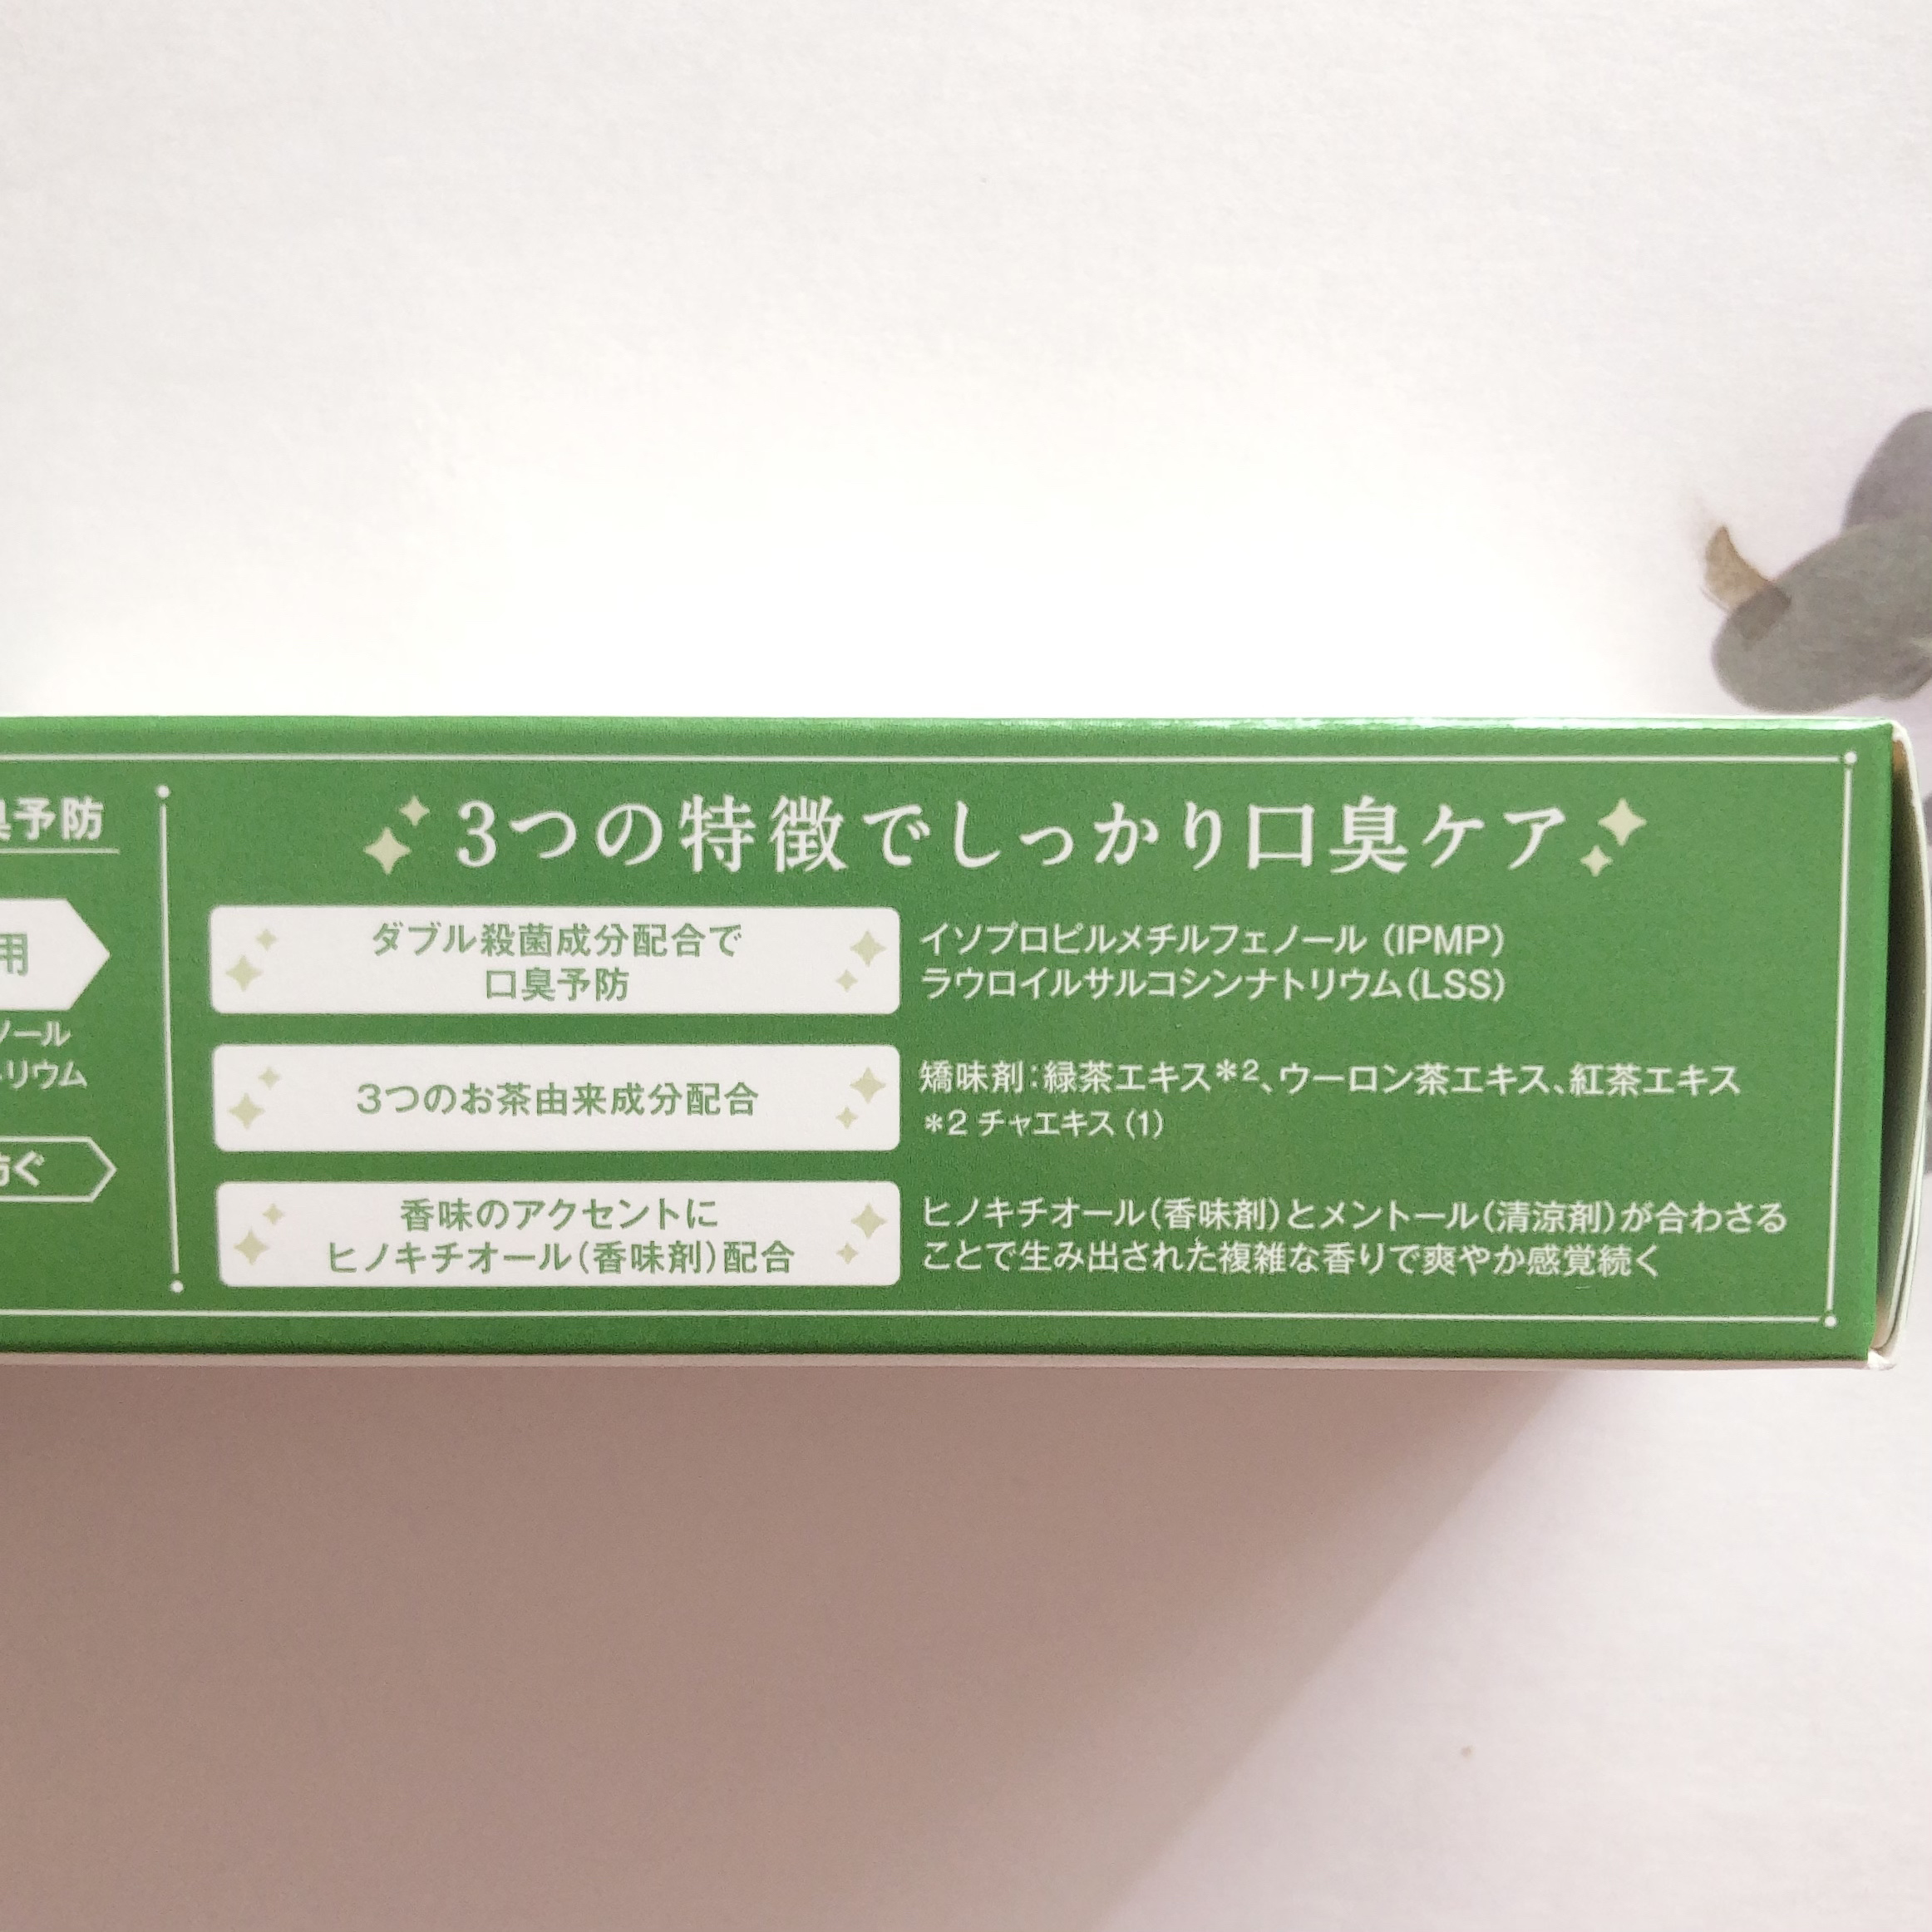 臭予防
用
ノール
トリウム
防ぐ
3つの特徴でしっかり口臭ケア
ダブル殺菌成分配合で
口臭予防
イソプロピルメチルフェノール (IPMP)
ラウロイルサルコシンナトリウム(LSS)
3つのお茶由来成分配合
矯味剤:緑茶エキス*2、ウーロン茶エキス、紅茶エキス
*2 チャエキス (1)
香味のアクセントに
ヒノキチオール(香味剤)配合
ヒノキチオール(香味剤)とメントール(清涼剤)が合わさる
ことで生み出された複雑な香りで爽やか感覚続く